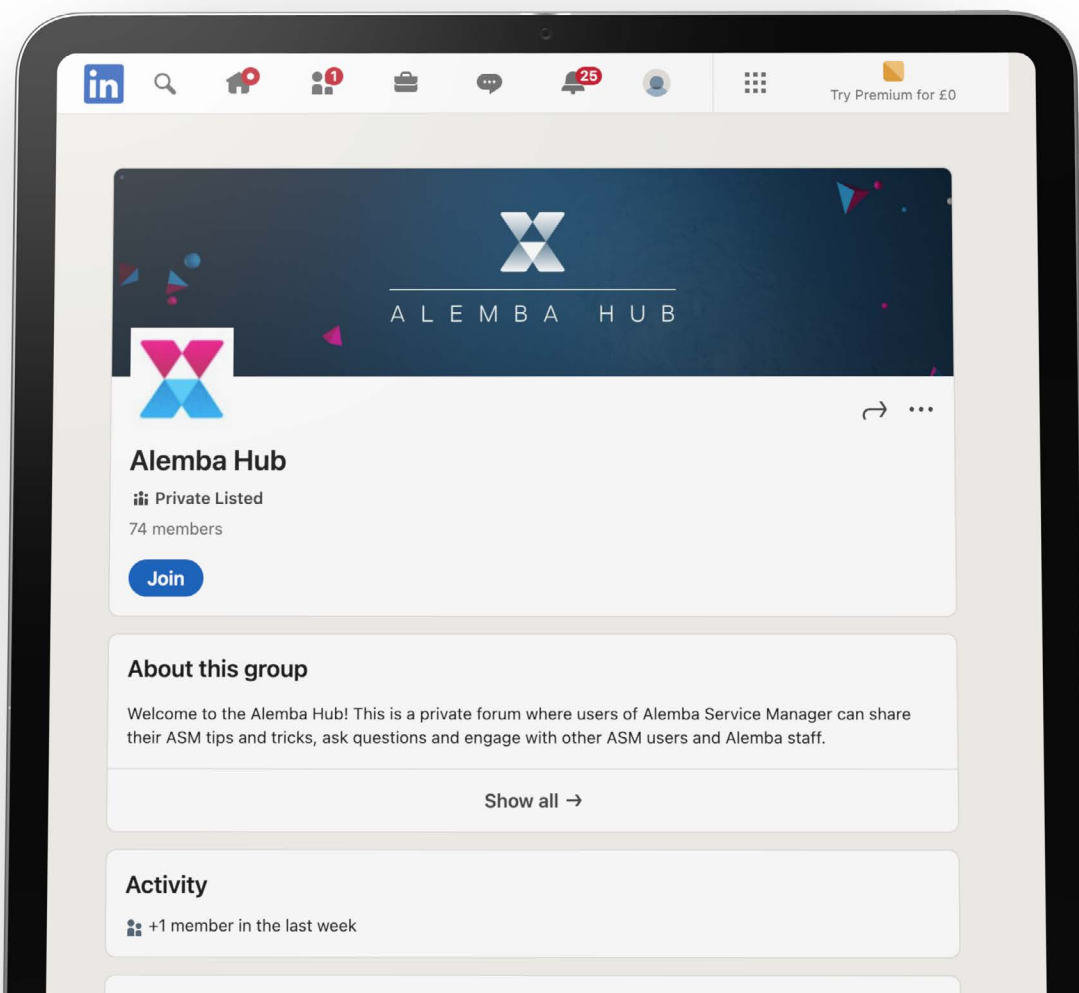 in
1
25
Try Premium for £0
ALEMBA HUB
Alemba Hub
Private Listed
74 members
Join
About this group
Welcome to the Alemba Hub! This is a private forum where users of Alemba Service Manager can share
their ASM tips and tricks, ask questions and engage with other ASM users and Alemba staff.
Show all →
Activity
+1 member in the last week